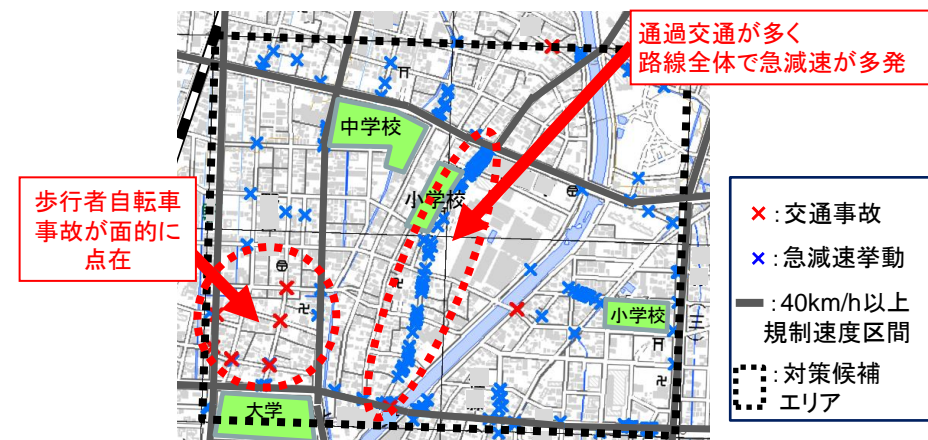 通過交通が多く
路線全体で急減速が多発
中学校
小学校
歩行者自転車
事故が面的に
点在
小学校
大学
×:交通事故
×:急減速挙動
:40km/h以上
規制速度区間
:対策候補
エリア